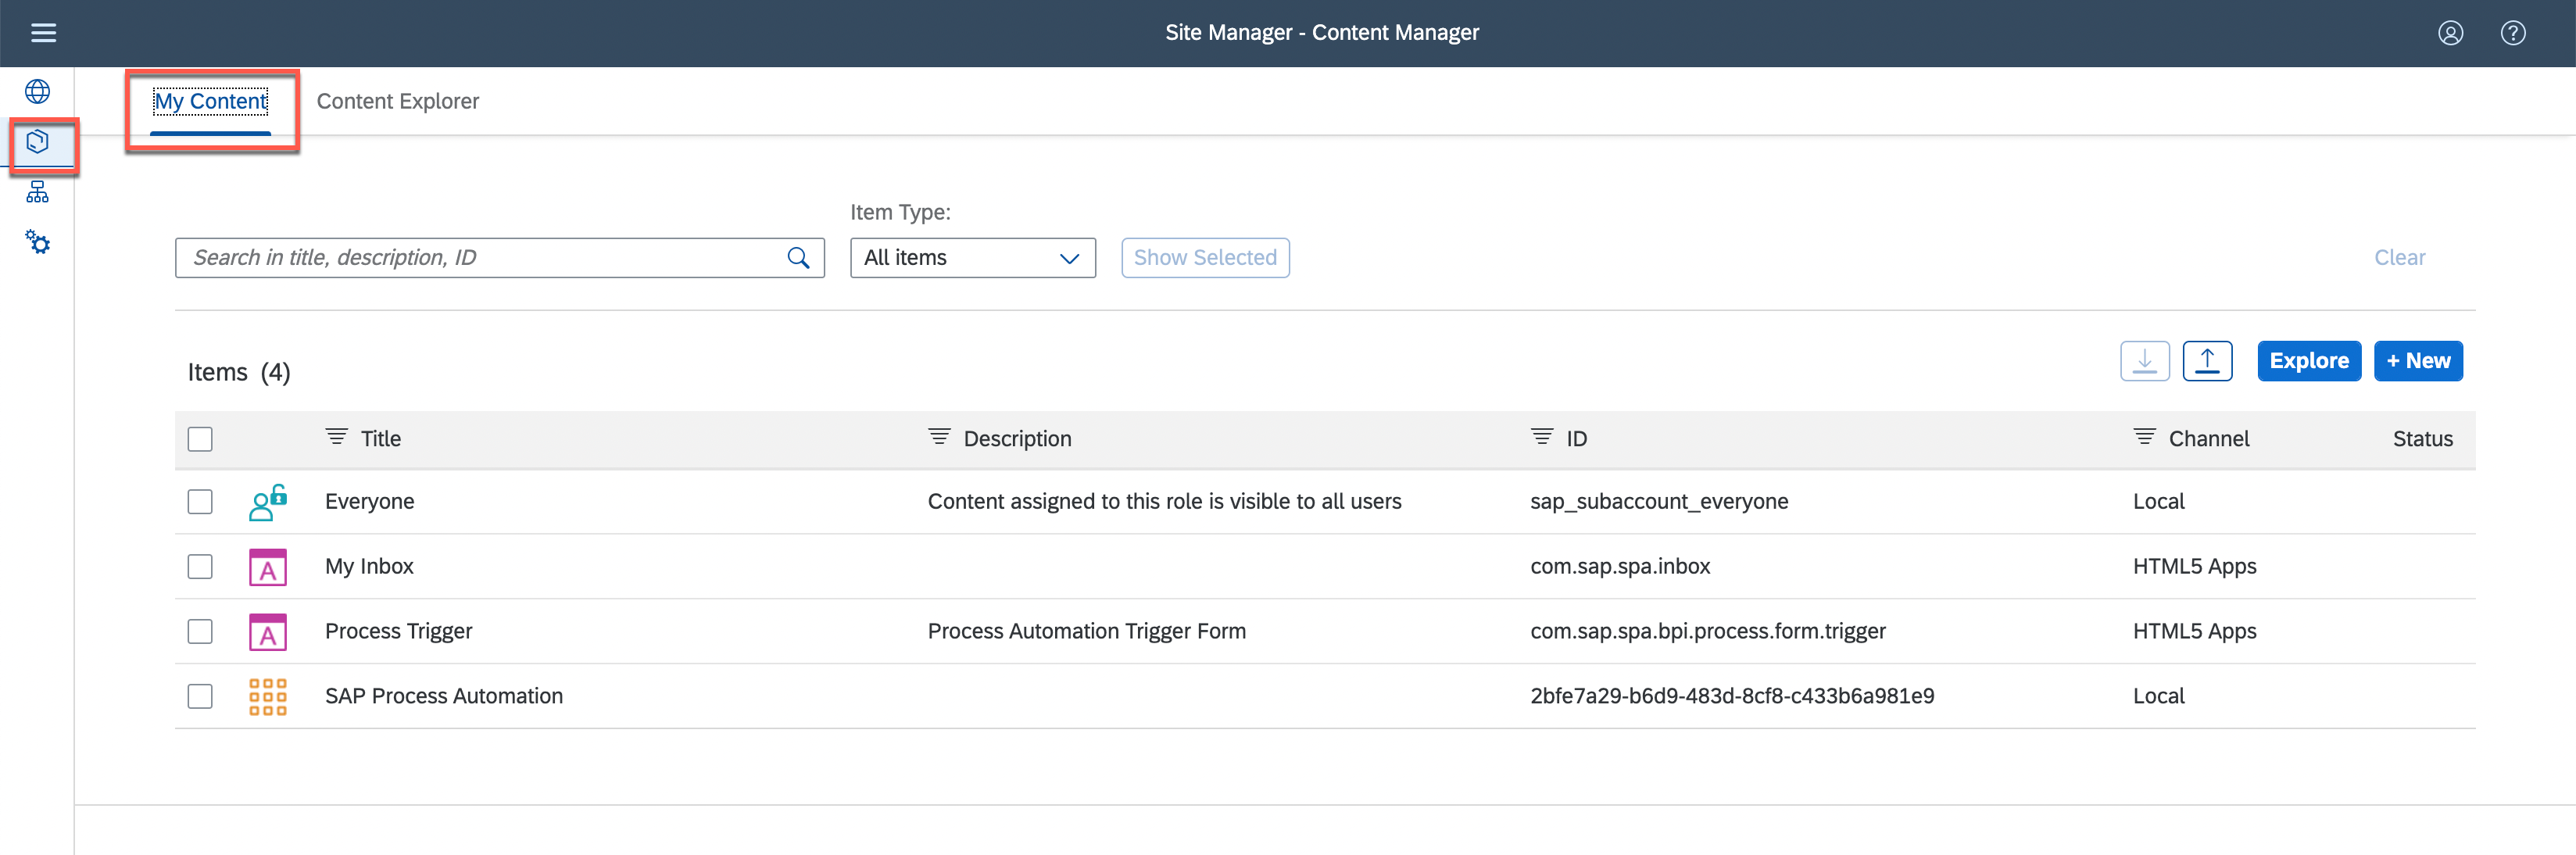 Site Manager - Content Manager
My Content
Content Explorer
Item Type:
Search in title, description, ID
All items
Show Selected
Clear
Items (4)
Explore
+ New
Title Description ID Channel Status
Everyone Content assigned to this role is visible to all users sap_subaccount_everyone Local
My Inbox com.sap.spa.inbox HTML5 Apps
Process Trigger Process Automation Trigger Form com.sap.spa.bpi.process.form.trigger HTML5 Apps
SAP Process Automation 2bfe7a29-b6d9-483d-8cf8-c433b6a981e9 Local